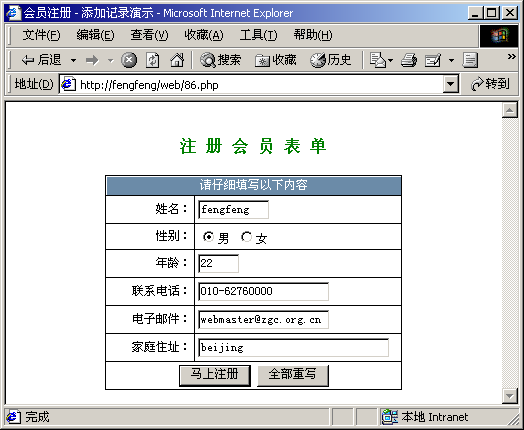 会员注册 - 添加记录演示 - Microsoft Internet Explorer
文件(F) 编辑(E) 查看(V) 收藏(A) 工具(T) 帮助(H)
后退 搜索 收藏 历史 »
地址(D) http://fengfeng/web/86.php 转到
注 册 会 员 表 单
请仔细填写以下内容
姓名： fengfeng
性别： 男 女
年龄： 22
联系电话： 010-62760000
电子邮件： webmaster@zgc.org.cn
家庭住址： beijing
马上注册 全部重写
完成 本地 Intranet